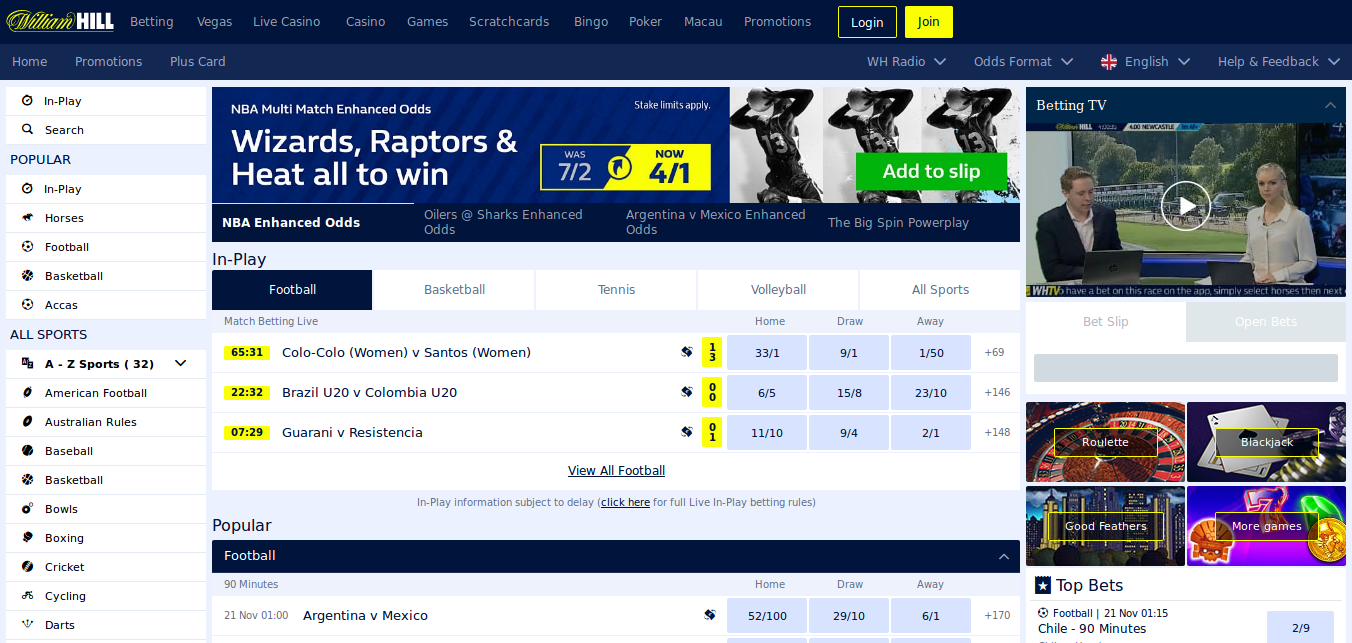 William HILL
Betting
Vegas
Live Casino
Casino
Games
Scratchcards
Bingo
Poker
Macau
Promotions
Login
Join
Home
Promotions
Plus Card
WH Radio
Odds Format
English
Help & Feedback
In-Play
Search
POPULAR
In-Play
Horses
Football
Basketball
Accas
ALL SPORTS
A - Z Sports ( 32)
American Football
Australian Rules
Baseball
Basketball
Bowls
Boxing
Cricket
Cycling
Darts
NBA Multi Match Enhanced Odds
Stake limits apply.
Wizards, Raptors &
Heat all to win
WAS
7/2
NOW
4/1
13
13
13
Add to slip
NBA Enhanced Odds
Oilers @ Sharks Enhanced
Odds
Argentina v Mexico Enhanced
Odds
The Big Spin Powerplay
In-Play
Football
Basketball
Tennis
Volleyball
All Sports
Match Betting Live
Home
Draw
Away
65:31
Colo-Colo (Women) v Santos (Women)
1
3
33/1
9/1
1/50
+69
22:32
Brazil U20 v Colombia U20
0
0
6/5
15/8
23/10
+146
07:29
Guarani v Resistencia
0
1
11/10
9/4
2/1
+148
View All Football
In-Play information subject to delay (click here for full Live In-Play betting rules)
Popular
Football
90 Minutes
Home
Draw
Away
21 Nov 01:00
Argentina v Mexico
52/100
29/10
6/1
+170
Betting TV
William HILL
4.00 NEWCASTLE
WHTV
o have a bet on this race on the app, simply select horses then next
Bet Slip
Open Bets
Roulette
Blackjack
Good Feathers
More games
Top Bets
Football | 21 Nov 01:15
Chile - 90 Minutes
2/9